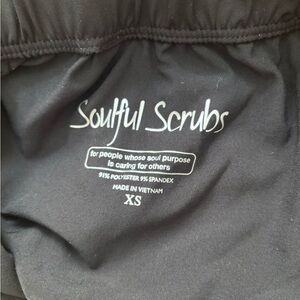 Soulful Scrubs
for people whose soul purpose
is caring for others
91% POLYESTER 9% SPANDEX
MADE IN VIETNAM
XS